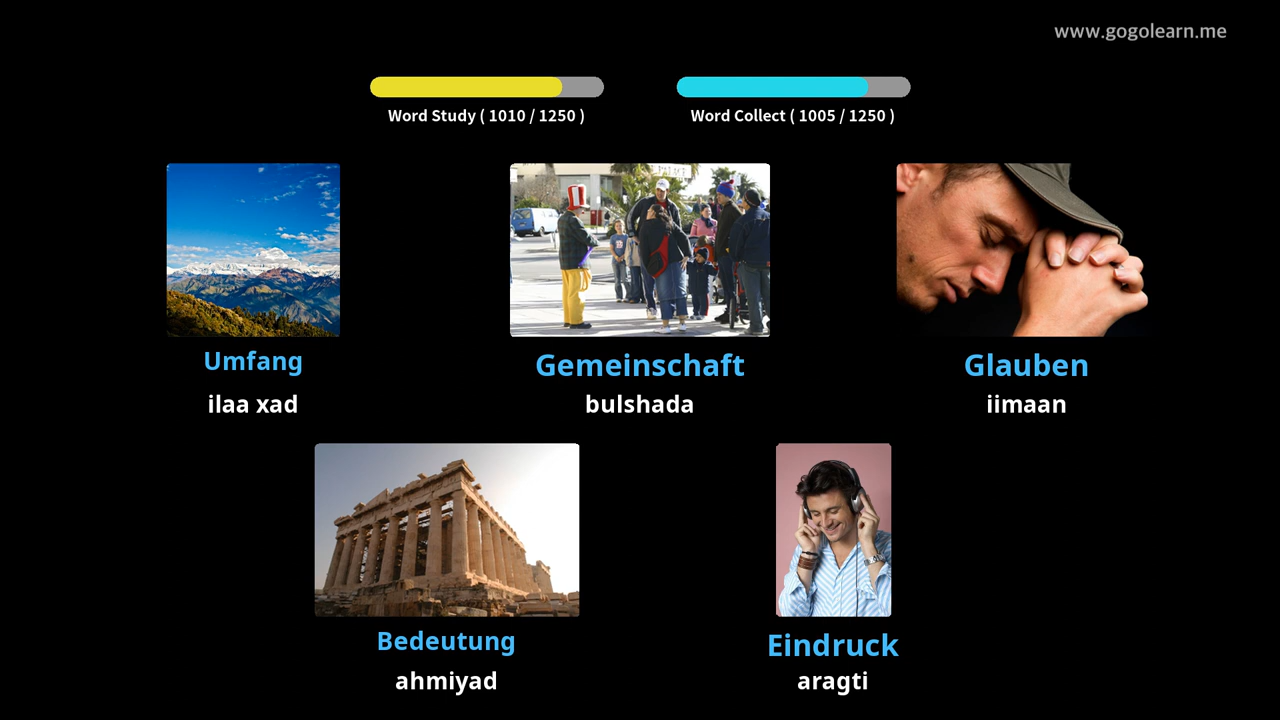 www.gogolearn.me
Word Study ( 1010 / 1250 )
Word Collect ( 1005 / 1250 )
Umfang
Gemeinschaft
Glauben
ilaa xad
bulshada
iimaan
Bedeutung
Eindruck
ahmiyad
aragti